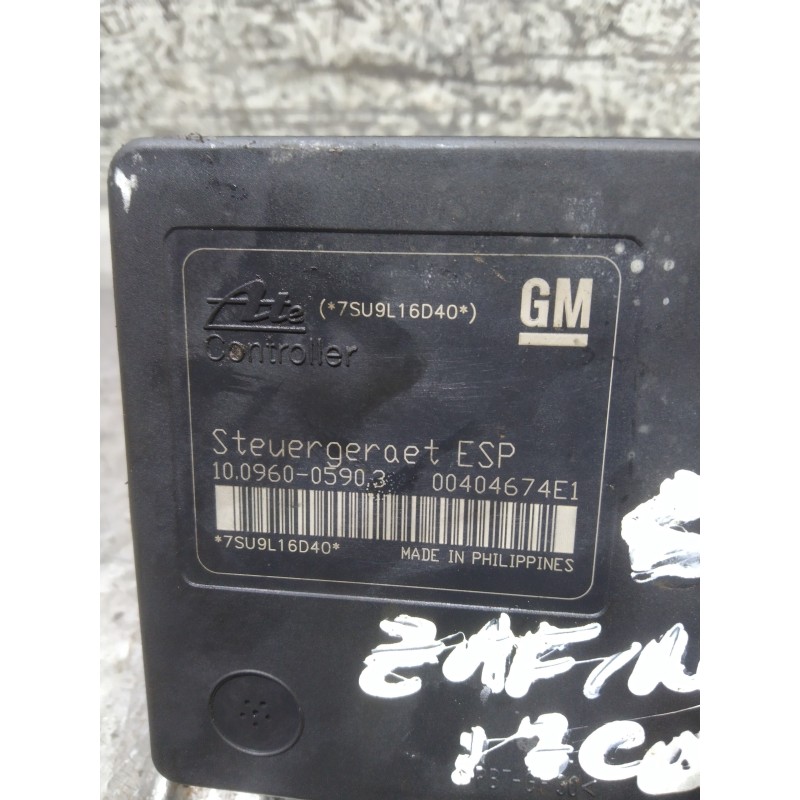 Ate (*7SU9L16D40*) GM
Controller
Steuergeraet ESP
10.0960-0590.3 00404674E1
*7SU9L16D40*
MADE IN PHILIPPINES
ZAFIR